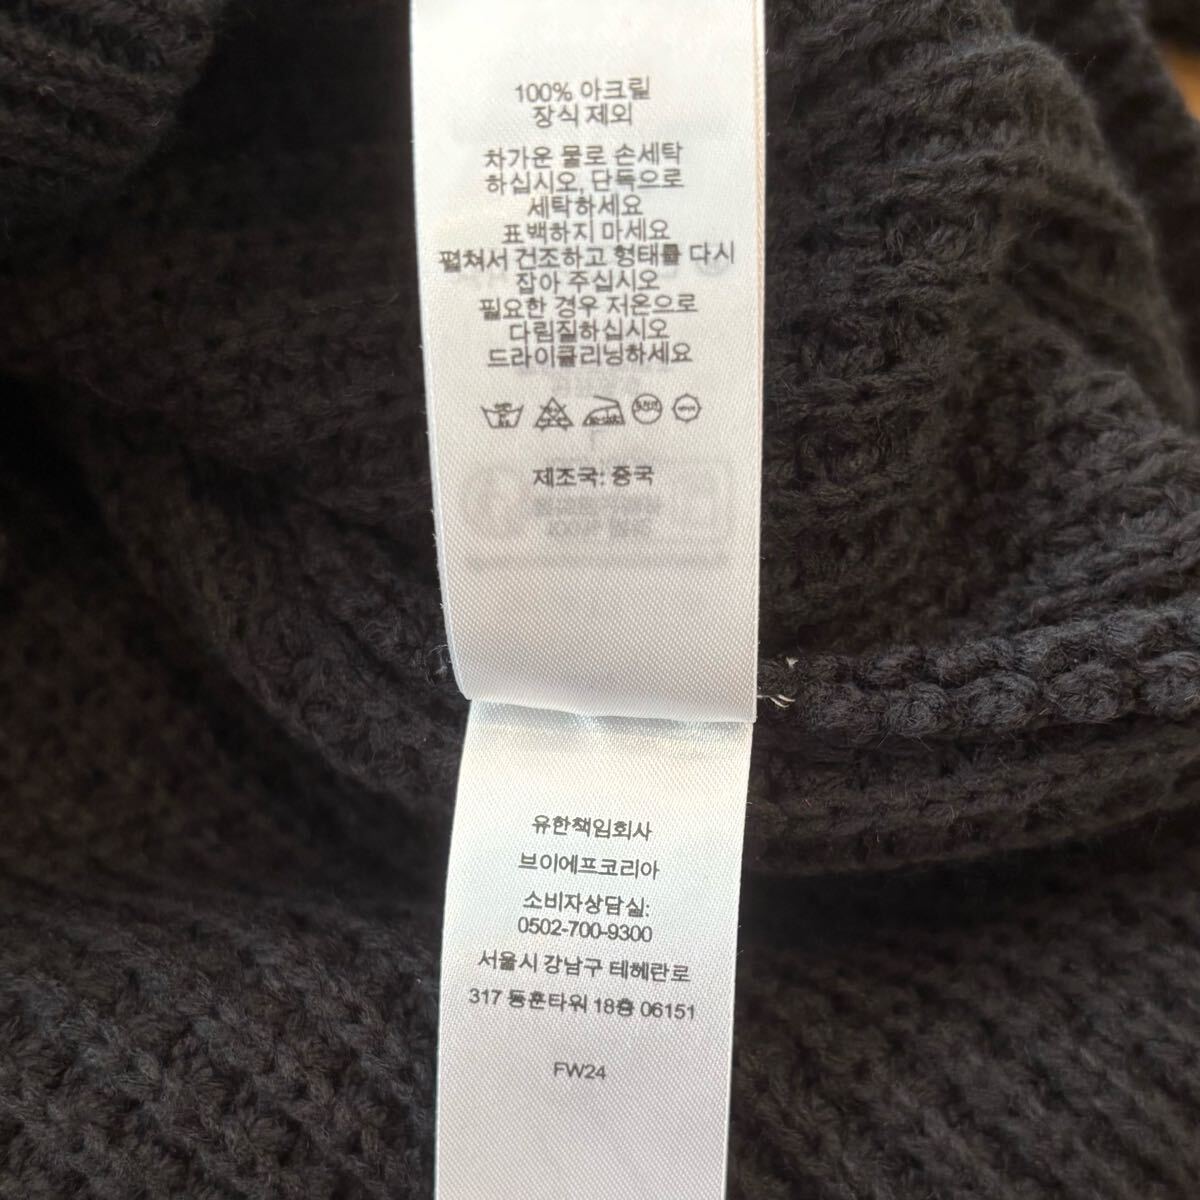 100% 아크릴
장식 제외
차가운 물로 손세탁
하십시오, 단독으로
세탁하세요
표백하지 마세요
펼쳐서 건조하고 형태를 다시
잡아 주십시오
필요한 경우 저온으로
다림질하십시오
드라이클리닝하세요
제조국: 중국
유한책임회사
브이에프코리아
소비자상담실:
0502-700-9300
서울시 강남구 테헤란로
317 동훈타워 18층 06151
FW24